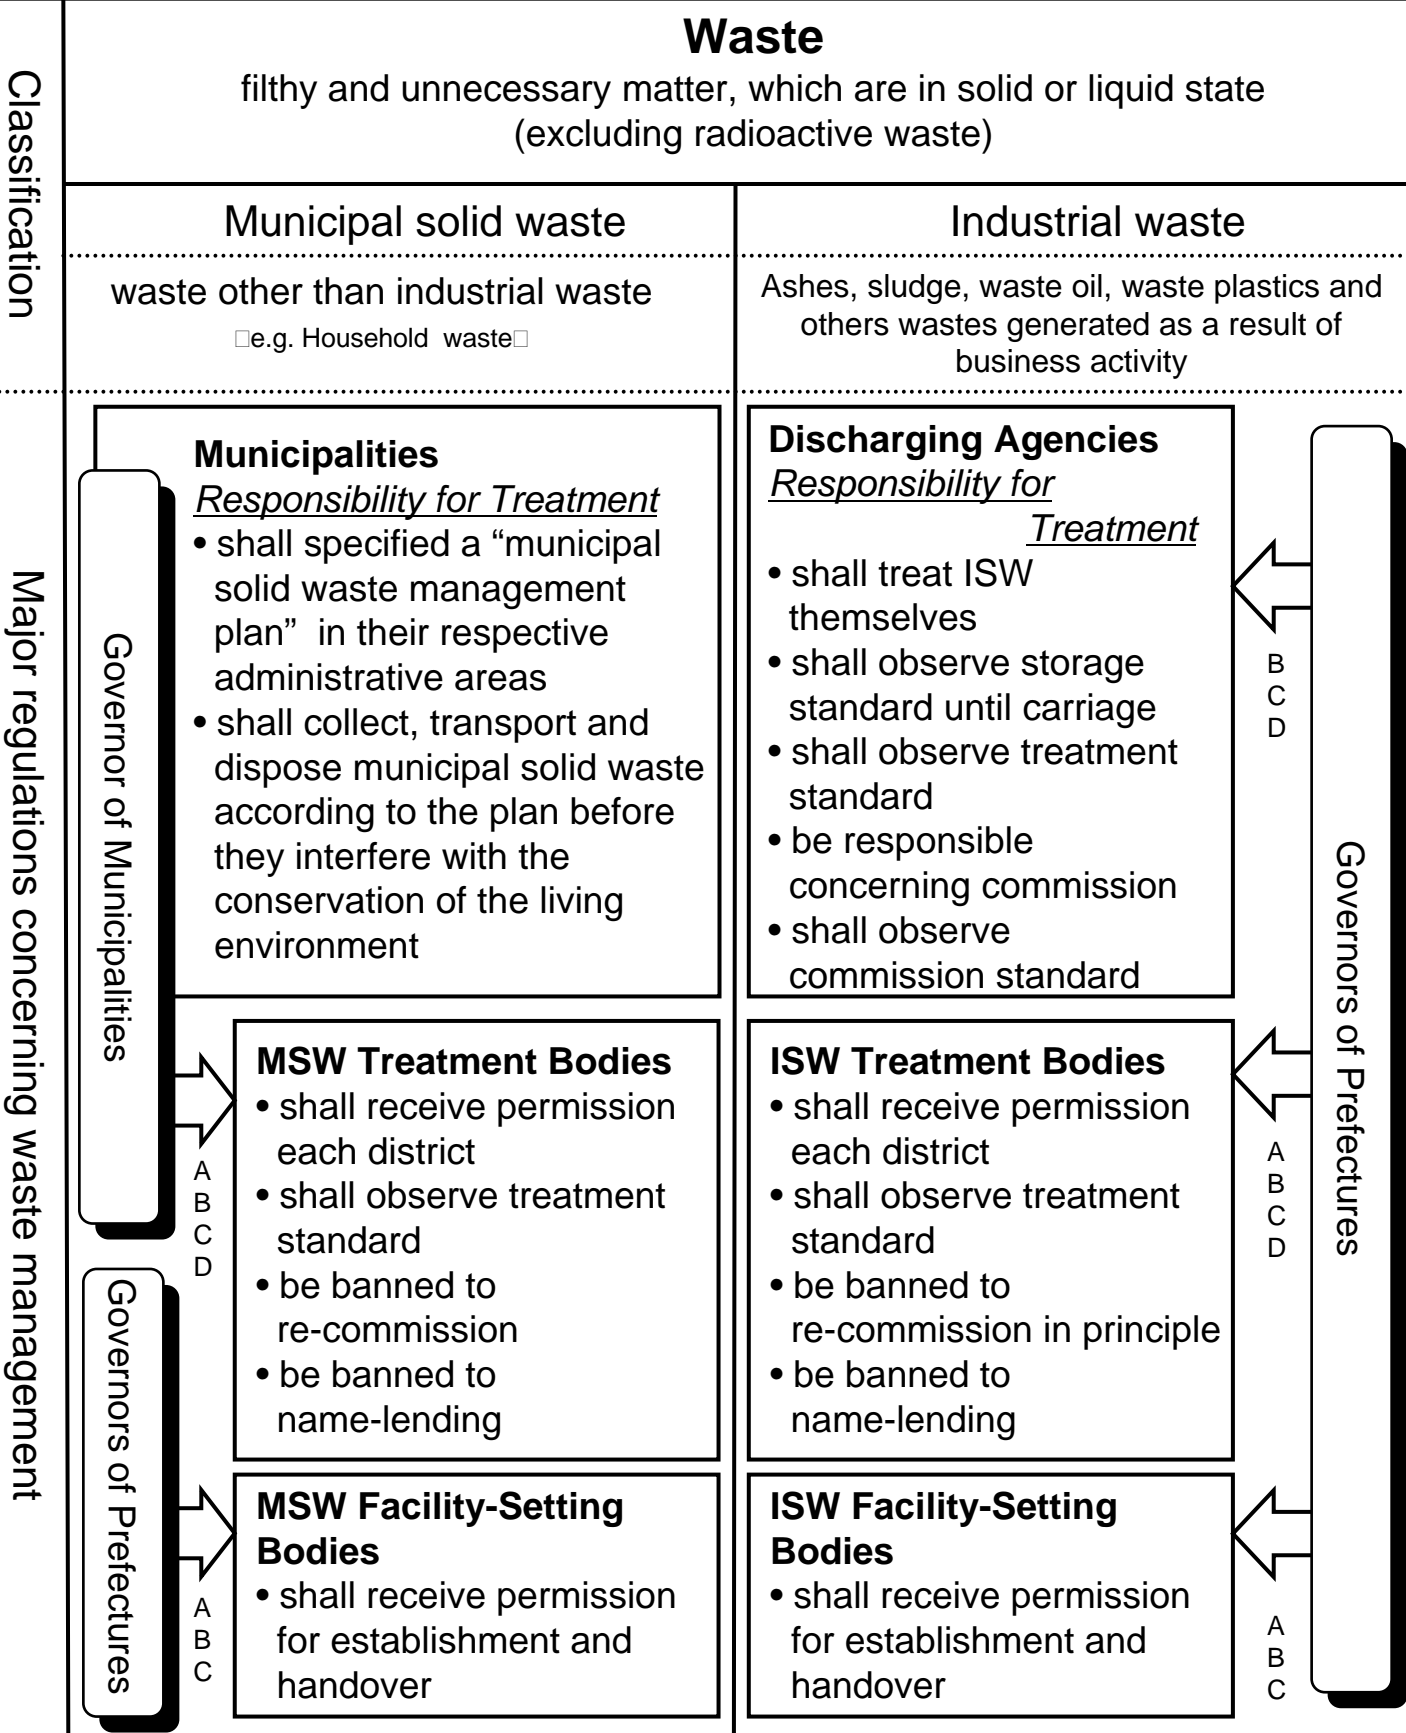 Classification
Waste
filthy and unnecessary matter, which are in solid or liquid state
(excluding radioactive waste)
Municipal solid waste
waste other than industrial waste
□e.g. Household  waste□
Industrial waste
Ashes, sludge, waste oil, waste plastics and
others wastes generated as a result of
business activity
Major regulations concerning waste management
Governor of Municipalities
Municipalities
Responsibility for Treatment
• shall specified a “municipal
solid waste management
plan”  in their respective
administrative areas
• shall collect, transport and
dispose municipal solid waste
according to the plan before
they interfere with the
conservation of the living
environment
A
B
C
D
MSW Treatment Bodies
• shall receive permission
each district
• shall observe treatment
standard
• be banned to
re-commission
• be banned to
name-lending
Governors of Prefectures
A
B
C
MSW Facility-Setting
Bodies
• shall receive permission
for establishment and
handover
Discharging Agencies
Responsibility for
Treatment
• shall treat ISW
themselves
• shall observe storage
standard until carriage
• shall observe treatment
standard
• be responsible
concerning commission
• shall observe
commission standard
B
C
D
ISW Treatment Bodies
• shall receive permission
each district
• shall observe treatment
standard
• be banned to
re-commission in principle
• be banned to
name-lending
A
B
C
D
ISW Facility-Setting
Bodies
• shall receive permission
for establishment and
handover
A
B
C
Governors of Prefectures